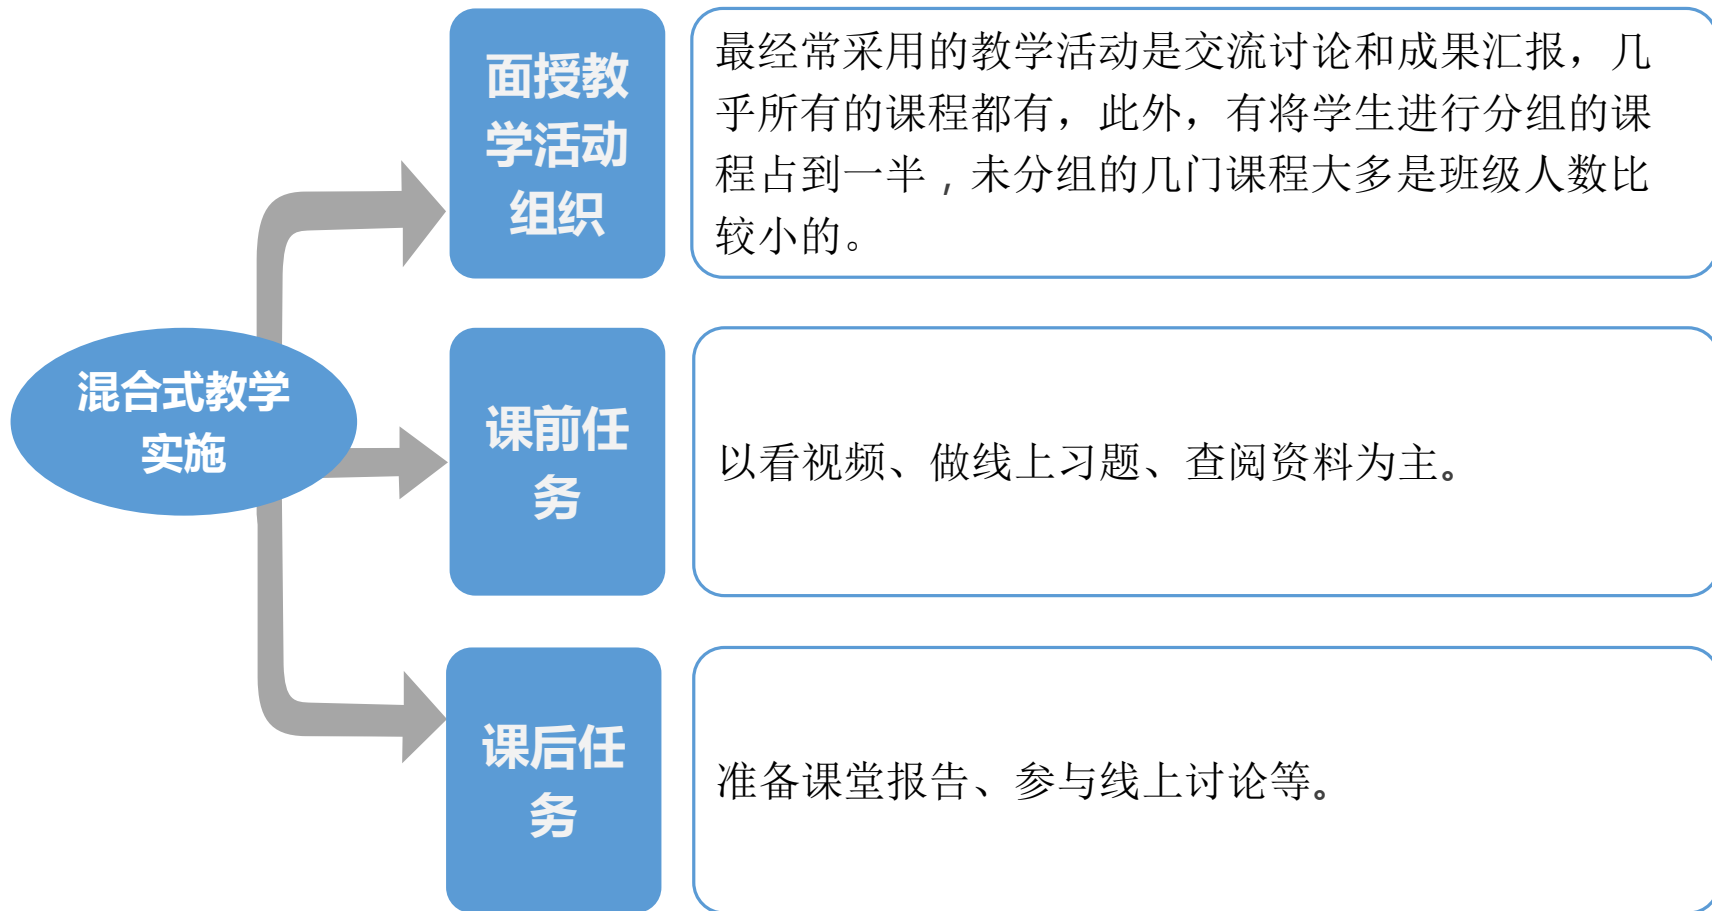 面授教
学活动
组织
最经常采用的教学活动是交流讨论和成果汇报，几
乎所有的课程都有，此外，有将学生进行分组的课
程占到一半，未分组的几门课程大多是班级人数比
较小的。
混合式教学
实施
课前任
务
以看视频、做线上习题、查阅资料为主。
课后任
务
准备课堂报告、参与线上讨论等。